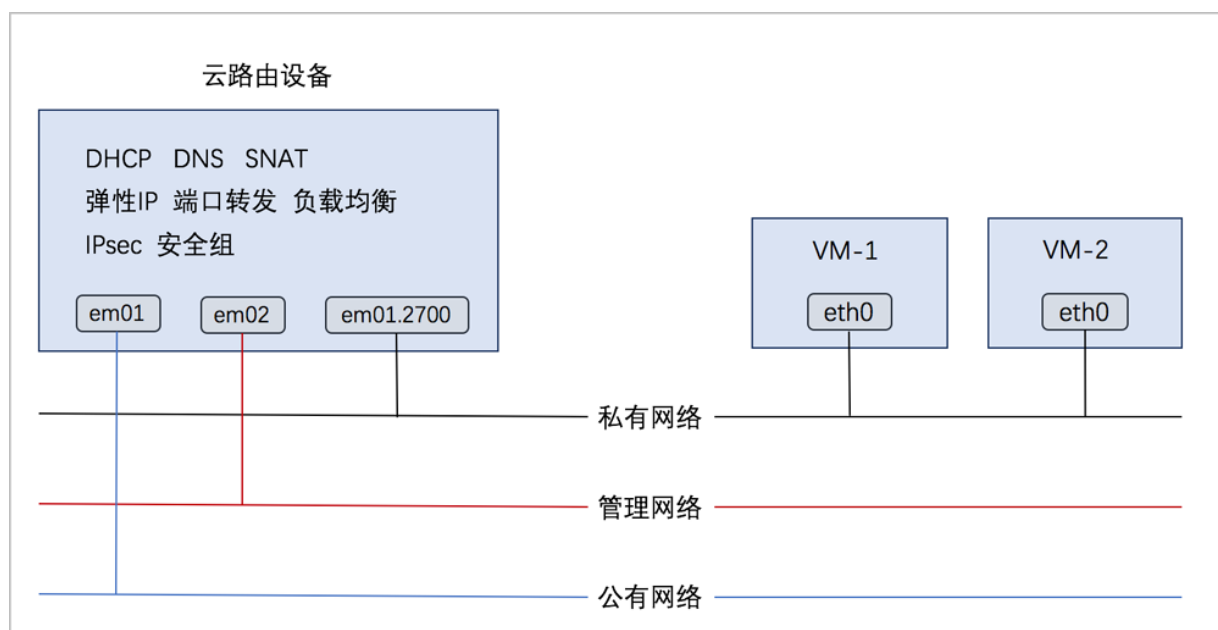 云路由设备
DHCP DNS SNAT
弹性IP 端口转发 负载均衡
IPsec 安全组
em01 em02 em01.2700
VM-1 VM-2
eth0 eth0
私有网络
管理网络
公有网络